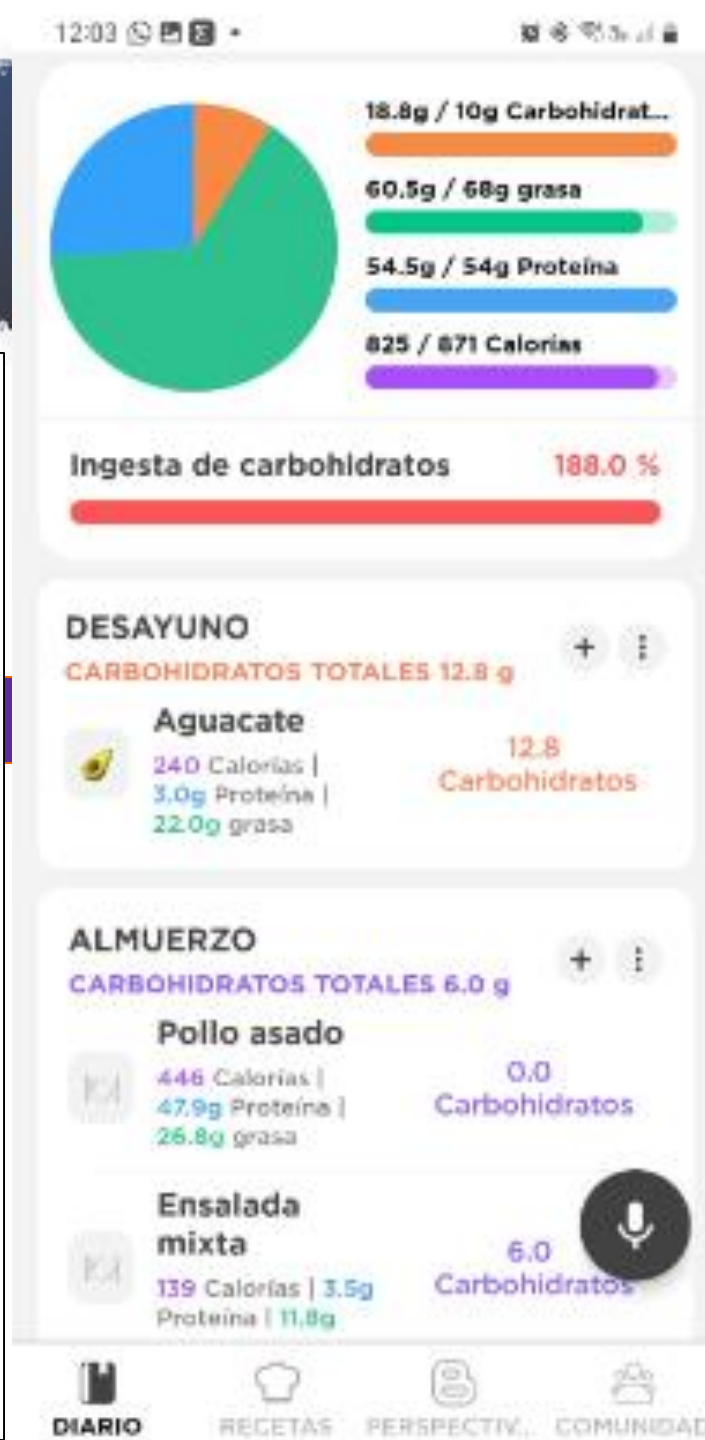 12:03
18.8g / 10g Carbohidrat...
60.5g / 68g grasa
54.5g / 54g Proteína
825 / 871 Calorías
Ingesta de carbohidratos 188.0 %
DESAYUNO
CARBOHIDRATOS TOTALES 12.8 g
Aguacate
240 Calorías |
3.0g Proteína |
22.0g grasa
12.8
Carbohidratos
ALMUERZO
CARBOHIDRATOS TOTALES 6.0 g
Pollo asado
446 Calorías |
47.9g Proteína |
26.8g grasa
0.0
Carbohidratos
Ensalada
mixta
139 Calorías | 3.5g
Proteína | 11.8g
6.0
Carbohidratos
DIARIO RECETAS PERSPECTIV... COMUNIDAD